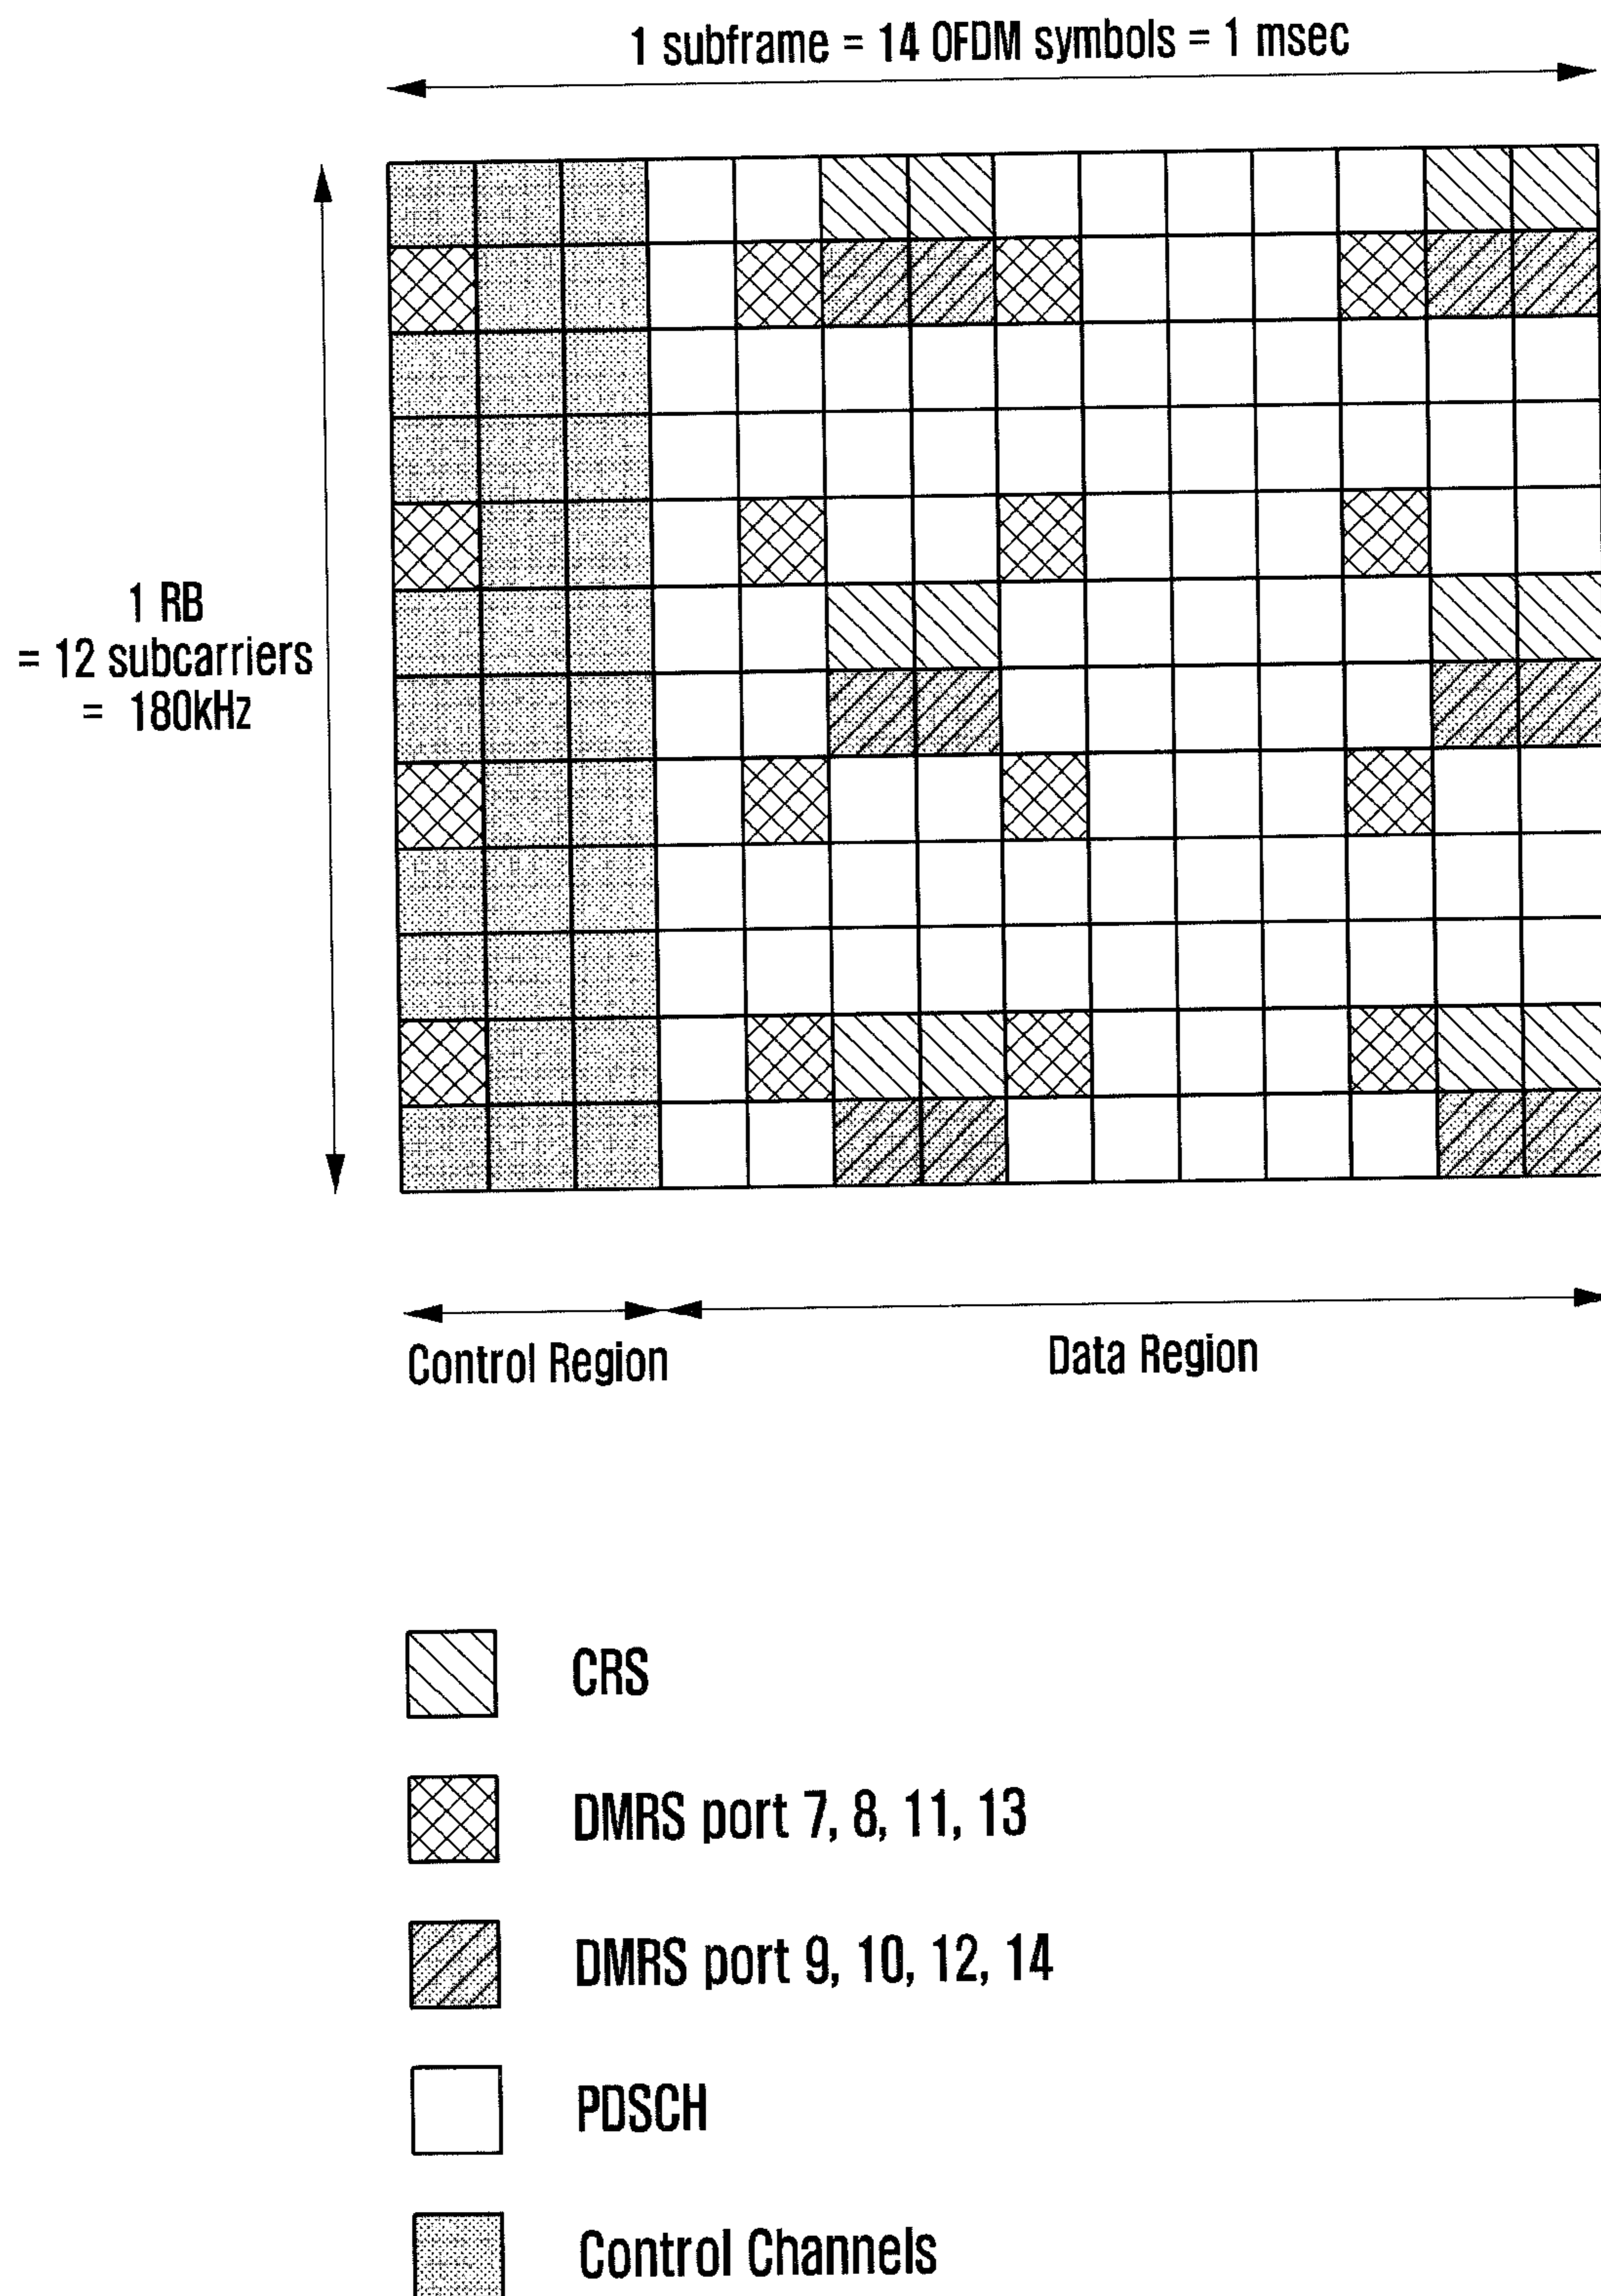 1 subframe = 14 OFDM symbols = 1 msec
1 RB
= 12 subcarriers
= 180kHz
Control Region
Data Region
CRS
DMRS port 7, 8, 11, 13
DMRS port 9, 10, 12, 14
PDSCH
Control Channels